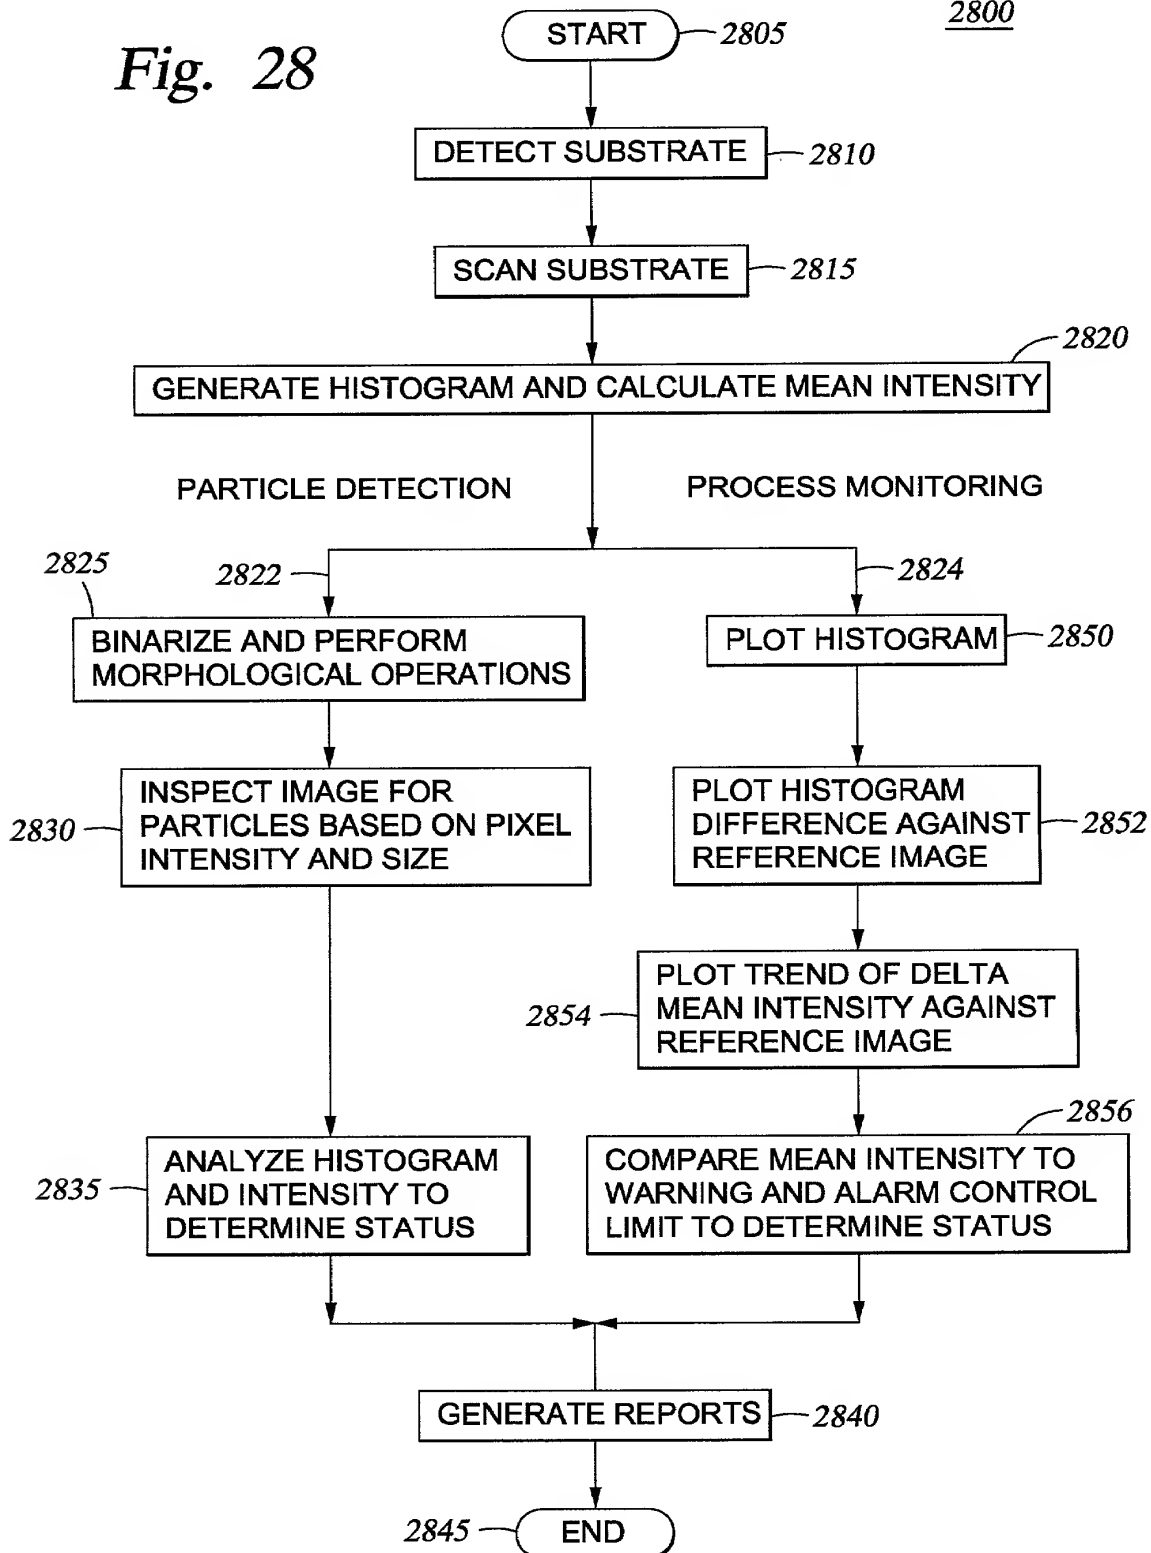 2800
START
2805
Fig. 28
DETECT SUBSTRATE
2810
SCAN SUBSTRATE
2815
2820
GENERATE HISTOGRAM AND CALCULATE MEAN INTENSITY
PARTICLE DETECTION
PROCESS MONITORING
2825
2822
2824
BINARIZE AND PERFORM
MORPHOLOGICAL OPERATIONS
PLOT HISTOGRAM
2850
2830
INSPECT IMAGE FOR
PARTICLES BASED ON PIXEL
INTENSITY AND SIZE
PLOT HISTOGRAM
DIFFERENCE AGAINST
REFERENCE IMAGE
2852
2854
PLOT TREND OF DELTA
MEAN INTENSITY AGAINST
REFERENCE IMAGE
2835
ANALYZE HISTOGRAM
AND INTENSITY TO
DETERMINE STATUS
2856
COMPARE MEAN INTENSITY TO
WARNING AND ALARM CONTROL
LIMIT TO DETERMINE STATUS
GENERATE REPORTS
2840
2845
END